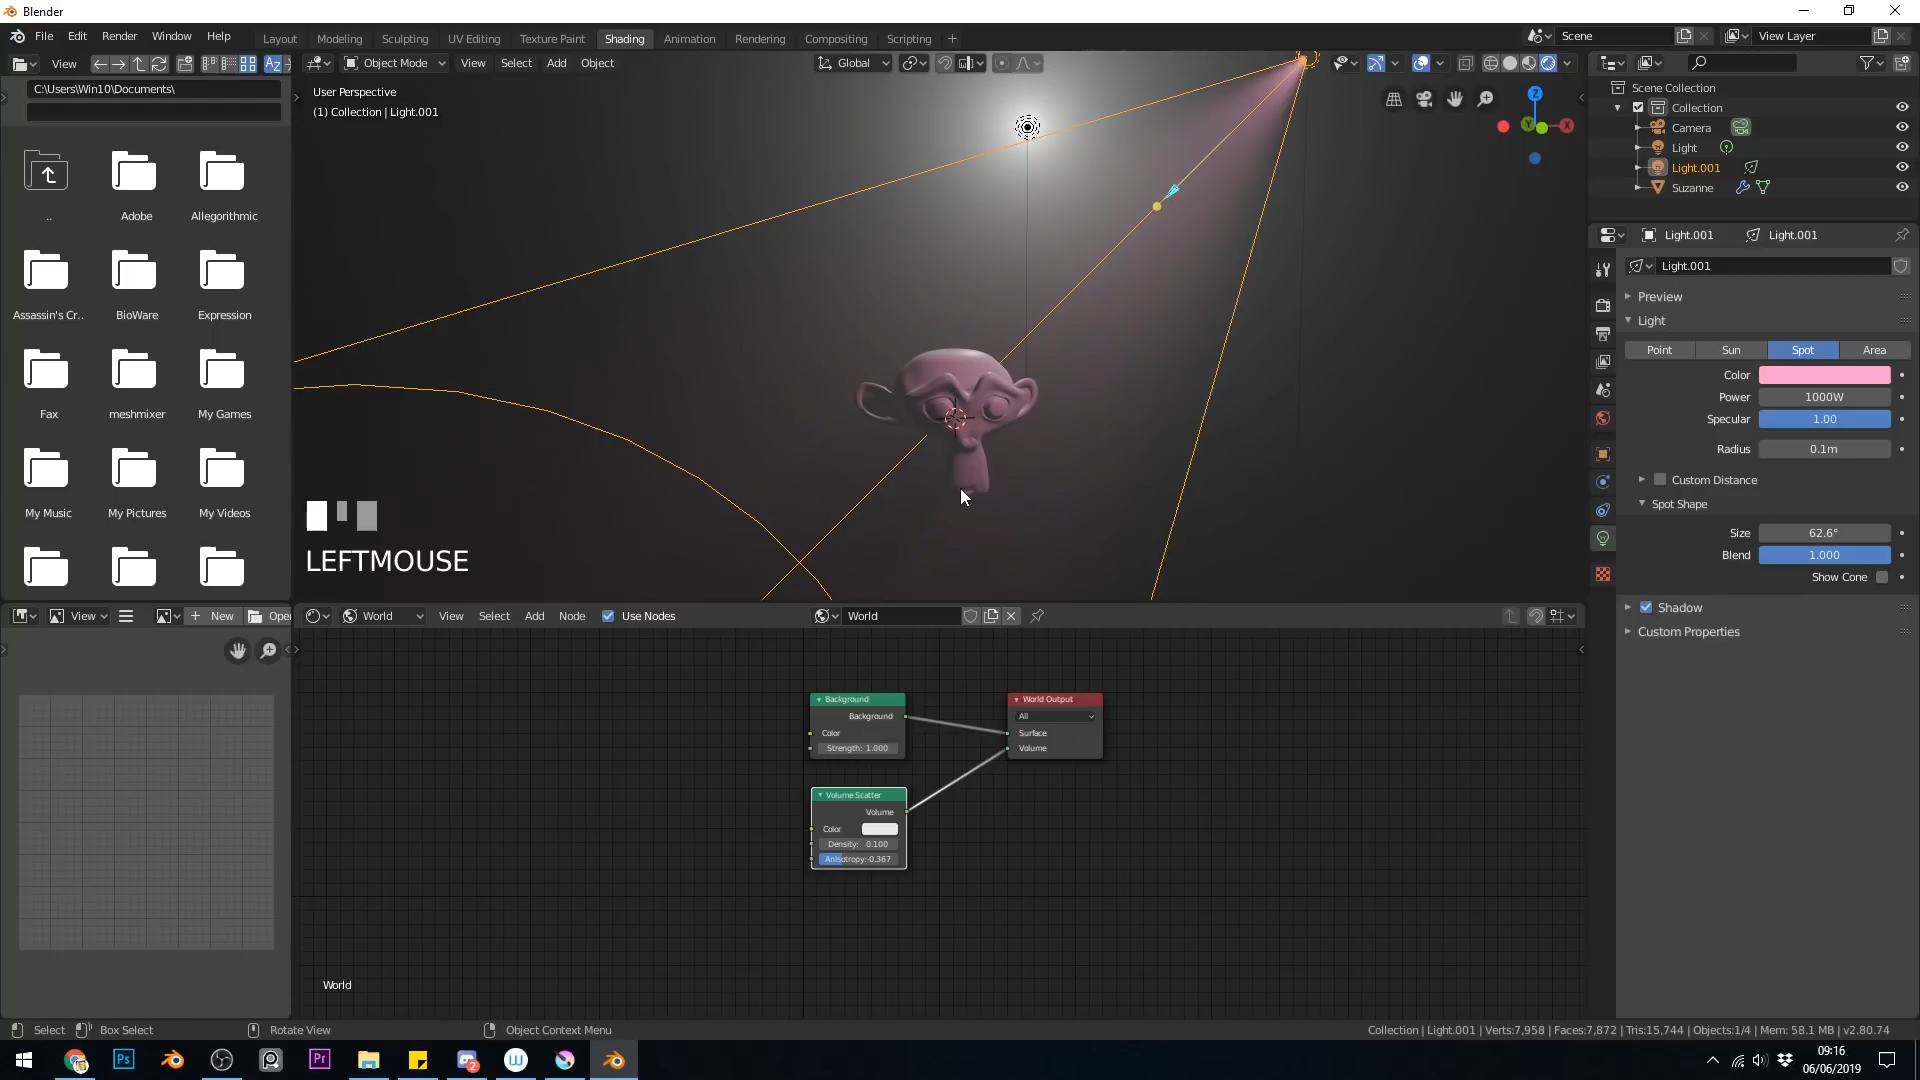 Blender
File Edit Render Window Help
Layout Modeling Sculpting UV Editing Texture Paint Shading Animation Rendering Compositing Scripting
Scene
View Layer
View
Object Mode
View Select Add Object
Global
C:\Users\Win10\Documents\
User Perspective
(1) Collection | Light.001
Z
Y
X
Scene Collection
Collection
Camera
Light
Light.001
Suzanne
..
Adobe
Allegorithmic
Assassin's Cr..
BioWare
Expression
Fax
meshmixer
My Games
My Music
My Pictures
My Videos
LEFTMOUSE
Light.001
Light.001
Light.001
Preview
Light
Point Sun Spot Area
Color
Power 1000W
Specular 1.00
Radius 0.1m
Custom Distance
Spot Shape
Size 62.6°
Blend 1.000
Show Cone
Shadow
Custom Properties
View
New
Open
World
View Select Add Node
Use Nodes
World
Background
Background
Color
Strength: 1.000
World Output
All
Surface
Volume
Volume Scatter
Volume
Color
Density: 0.100
Anisotropy:-0.367
World
Select
Box Select
Rotate View
Object Context Menu
Collection | Light.001 | Verts:7,958 | Faces:7,872 | Tris:15,744 | Objects:1/4 | Mem: 58.1 MB | v2.80.74
Ps
Pr
2
09:16
06/06/2019